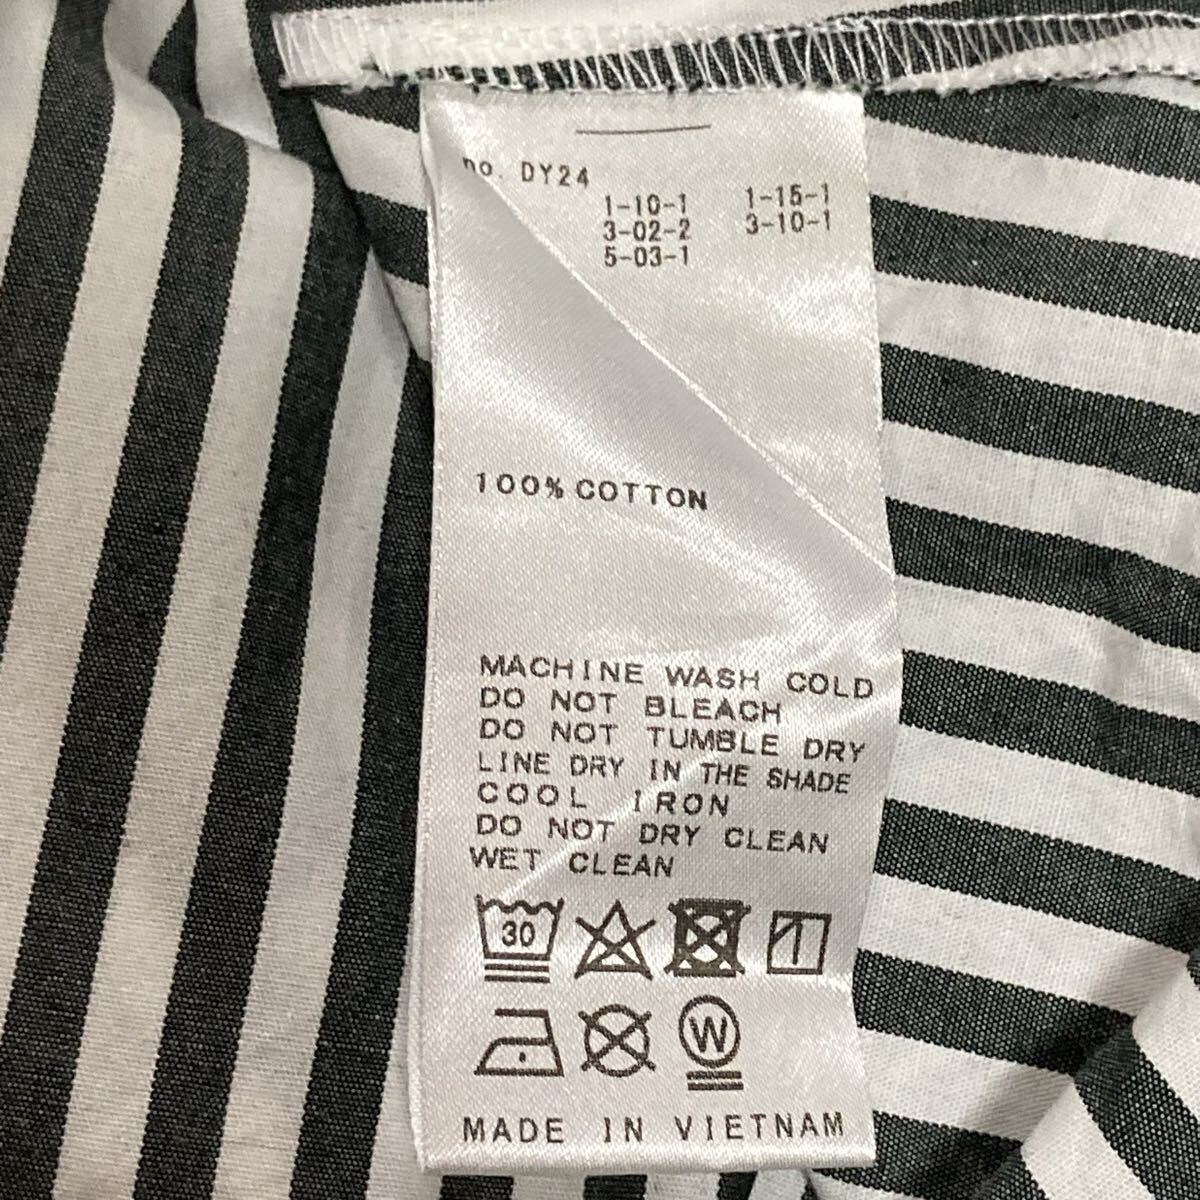 no. DY24
1-10-1 1-15-1
3-02-2 3-10-1
5-03-1
100% COTTON
MACHINE WASH COLD
DO NOT BLEACH
DO NOT TUMBLE DRY
LINE DRY IN THE SHADE
COOL IRON
DO NOT DRY CLEAN
WET CLEAN
30
W
MADE IN VIETNAM